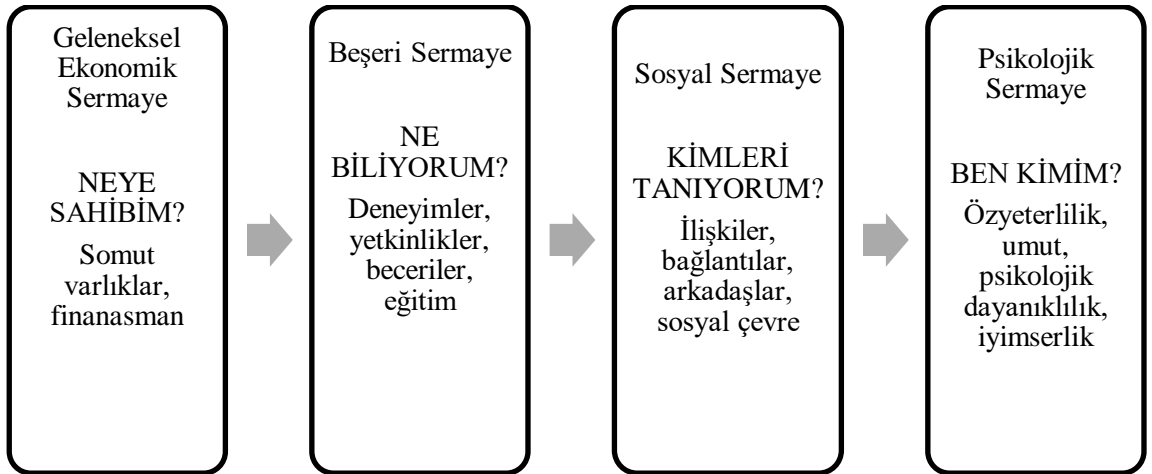 Geleneksel
Ekonomik
Sermaye
NEYE
SAHİBİM?
Somut
varlıklar,
finanasman
Beşeri Sermaye
NE
BİLİYORUM?
Deneyimler,
yetkinlikler,
beceriler,
eğitim
Sosyal Sermaye
KİMLERİ
TANIYORUM?
İlişkiler,
bağlantılar,
arkadaşlar,
sosyal çevre
Psikolojik
Sermaye
BEN KİMİM?
Özyeterlilik,
umut,
psikolojik
dayanıklılık,
iyimserlik